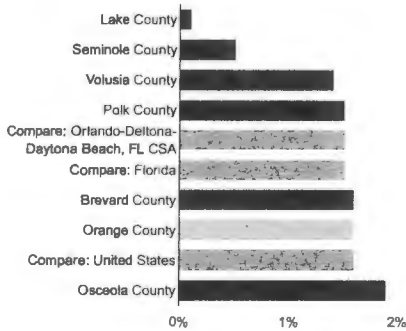 Lake County
Seminole County
Volusia County
Polk County
Compare: Orlando-Deltona-
Daytona Beach, FL CSA
Compare: Florida
Brevard County
Orange County
Compare: United States
Osceola County
0%
1%
2%